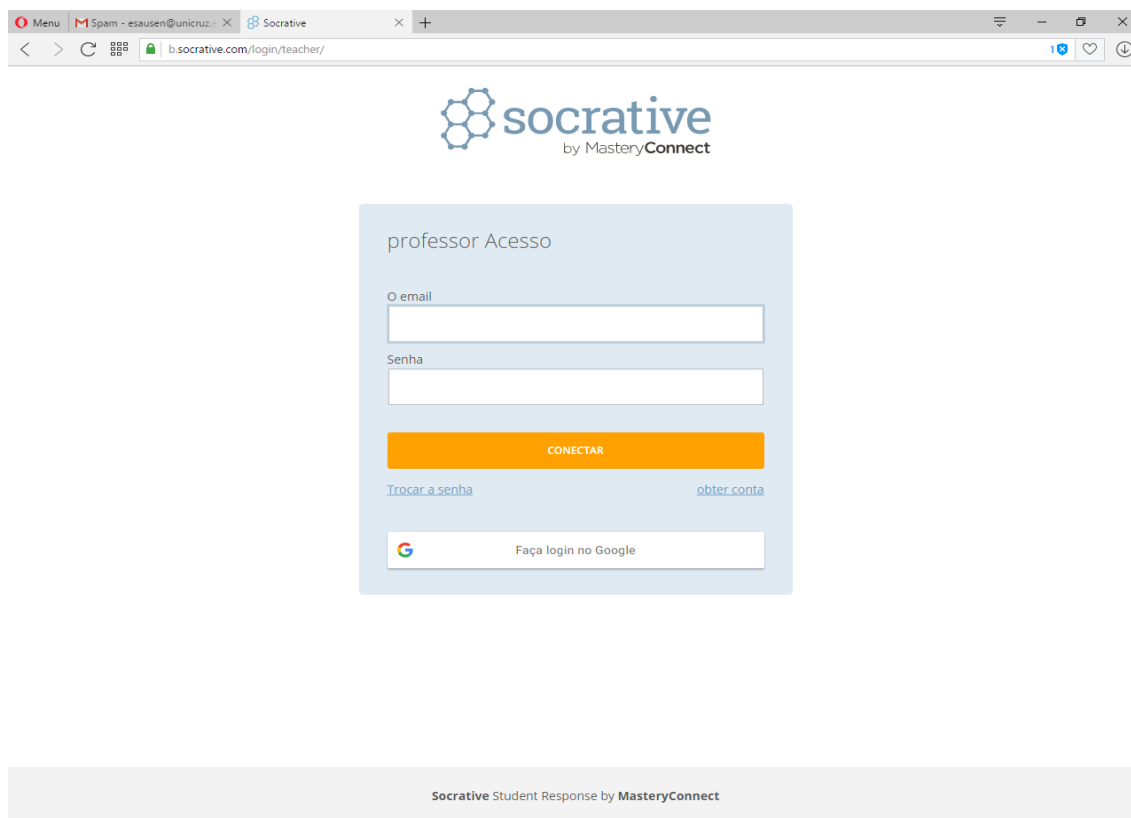 Menu
Spam - esausen@unicruz.e
Socrative
b.socrative.com/login/teacher/
1
socrative
by MasteryConnect
professor Acesso
O email
Senha
CONECTAR
Trocar a senha
obter conta
Faça login no Google
Socrative Student Response by MasteryConnect